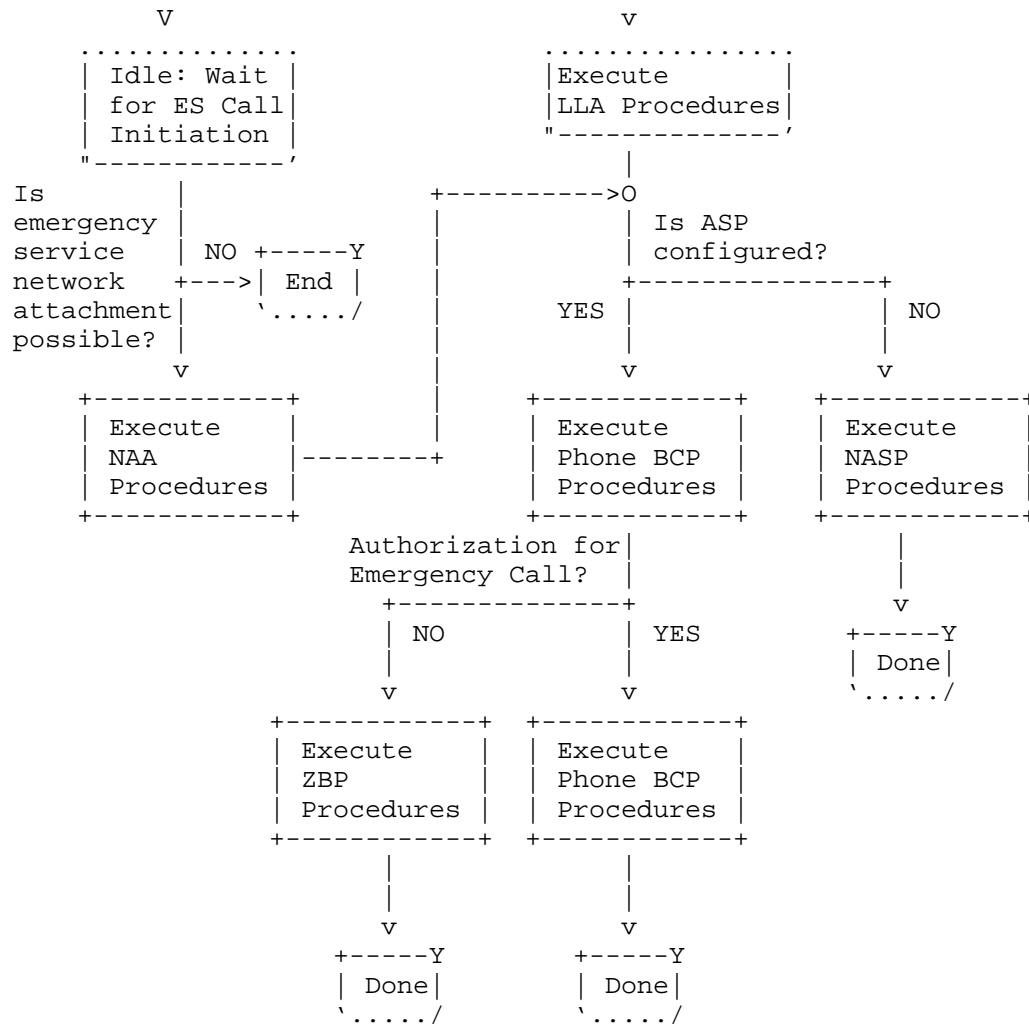 V
v
Idle: Wait
for ES Call
Initiation
Execute
LLA Procedures
Is
emergency
service
network
attachment
possible?
NO
End
Is ASP
configured?
YES
NO
Execute
NAA
Procedures
Execute
Phone BCP
Procedures
Execute
NASP
Procedures
Authorization for
Emergency Call?
NO
YES
Done
Execute
ZBP
Procedures
Execute
Phone BCP
Procedures
Done
Done